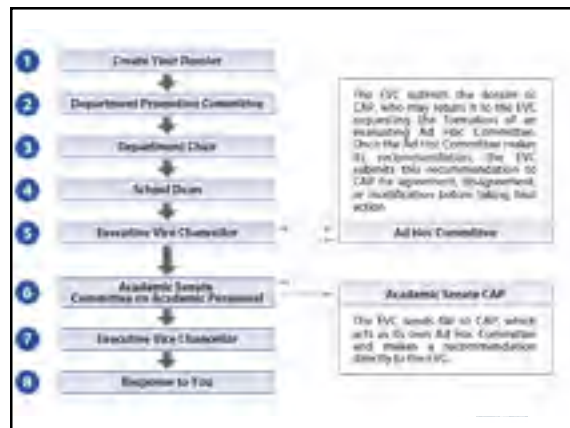 1
Create Your Dossier
2
Department Promotion Committee
3
Department Chair
4
School Dean
5
Executive Vice Chancellor
6
Academic Senate
Committee on Academic Personnel
7
Executive Vice Chancellor
8
Response to You
The EVC submits the dossier to
CAP, who may return it to the EVC
requesting the formation of an
evaluating Ad Hoc Committee.
Once the Ad Hoc Committee makes
its recommendation, the EVC
submits this recommendation to
CAP for agreement, disagreement,
or modification before taking final
action
Ad Hoc Committee
Academic Senate CAP
The EVC sends file to CAP, which
acts as its own Ad Hoc Committee
and makes a recommendation
directly to the EVC.